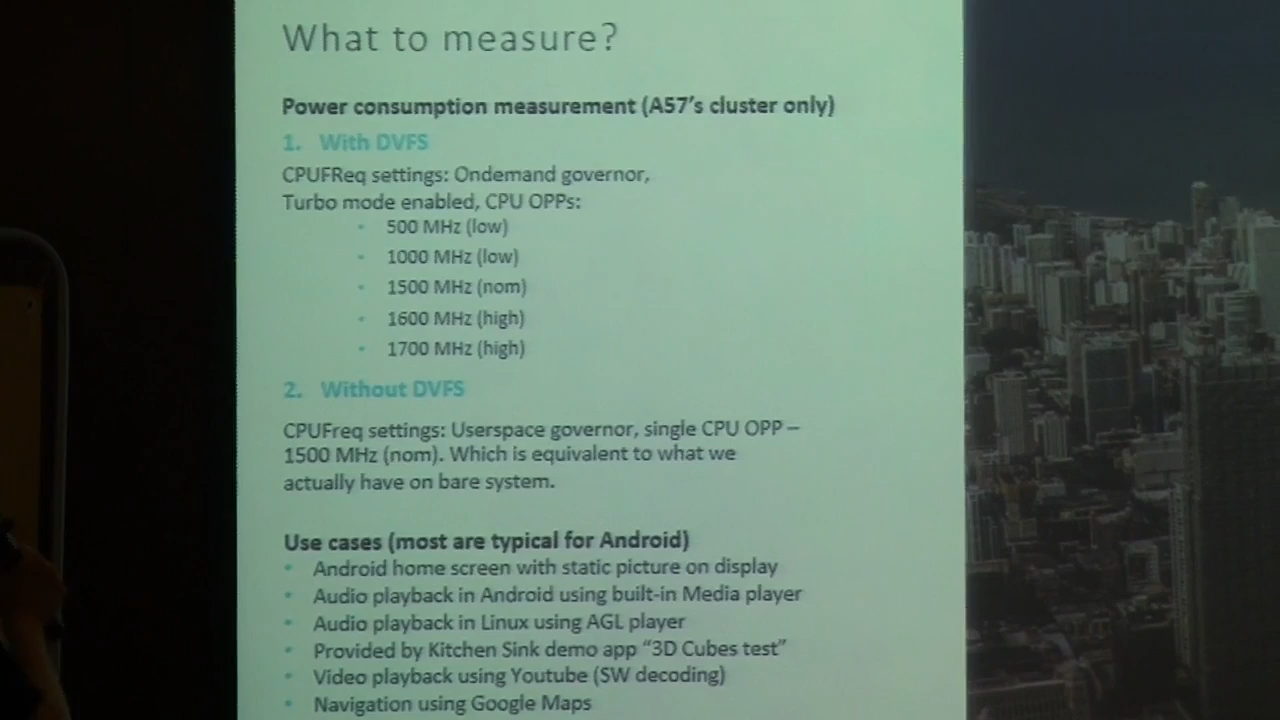 What to measure?
Power consumption measurement (A57's cluster only)
1. With DVFS
CPUFReq settings: Ondemand governor,
Turbo mode enabled, CPU OPPs:
• 500 MHz (low)
• 1000 MHz (low)
• 1500 MHz (nom)
• 1600 MHz (high)
• 1700 MHz (high)
2. Without DVFS
CPUFreq settings: Userspace governor, single CPU OPP –
1500 MHz (nom). Which is equivalent to what we
actually have on bare system.
Use cases (most are typical for Android)
• Android home screen with static picture on display
• Audio playback in Android using built-in Media player
• Audio playback in Linux using AGL player
• Provided by Kitchen Sink demo app “3D Cubes test”
• Video playback using Youtube (SW decoding)
• Navigation using Google Maps